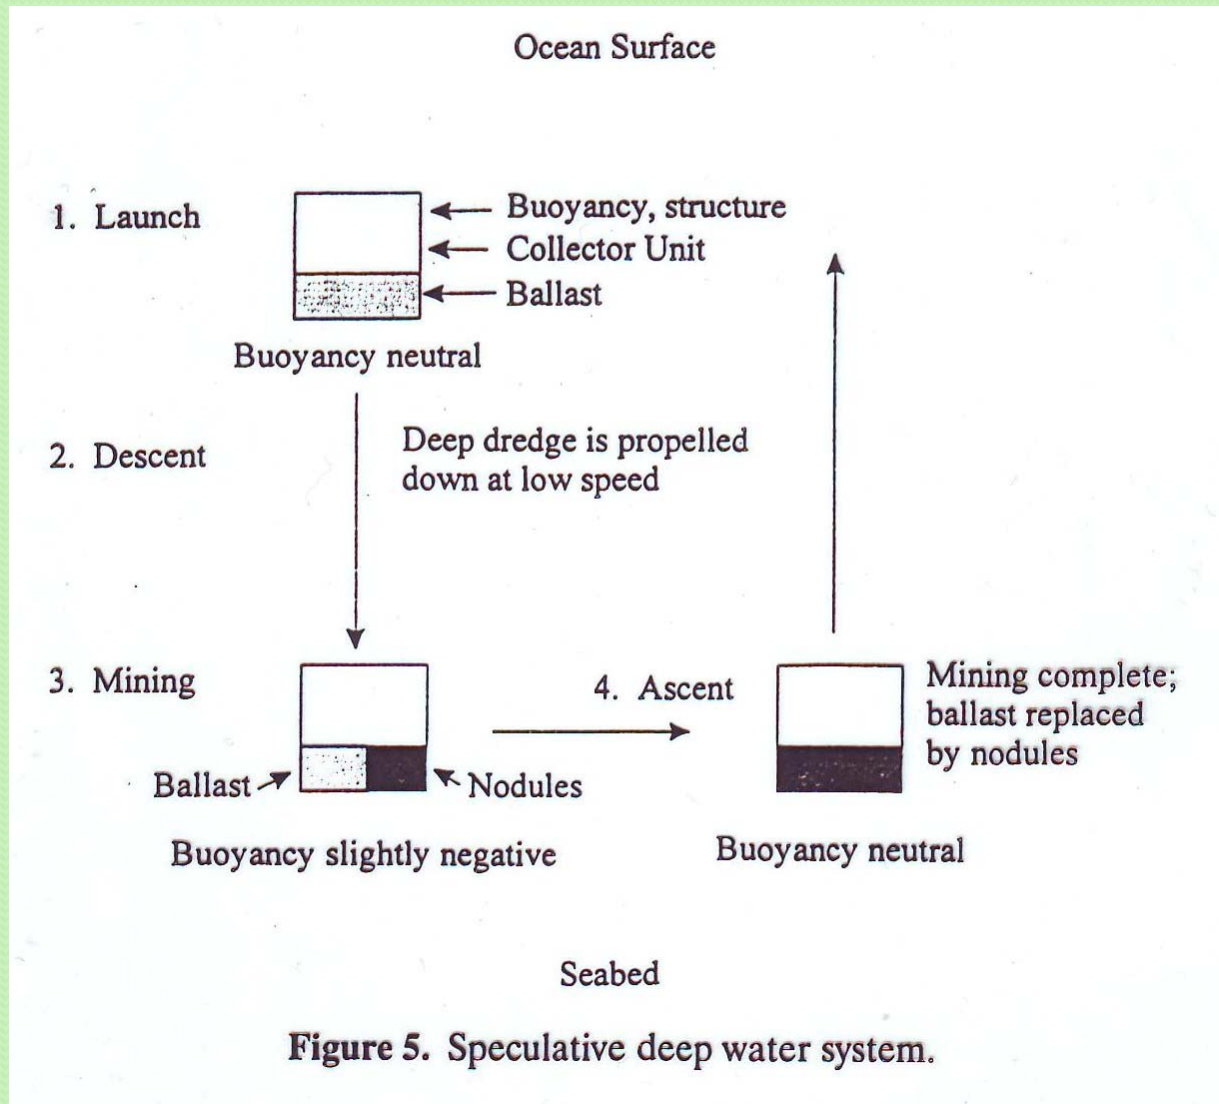 Ocean Surface
1. Launch
Buoyancy, structure
Collector Unit
Ballast
Buoyancy neutral
2. Descent
Deep dredge is propelled
down at low speed
3. Mining
4. Ascent
Mining complete;
ballast replaced
by nodules
Ballast
Nodules
Buoyancy slightly negative
Buoyancy neutral
Seabed
Figure 5. Speculative deep water system.